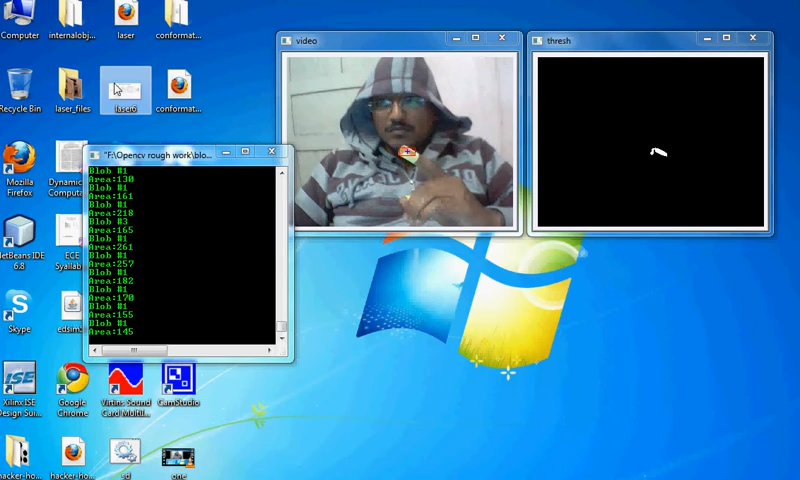 Computer
internalobj...
laser
conformat...
Recycle Bin
laser_files
laser6
conformat...
Mozilla
Firefox
Dynamic
Computa
NetBeans IDE
6.8
ECE
Syallab
Skype
edsim5
Xilinx ISE
Design Sui...
Google
Chrome
Virtins Sound
Card Multi...
CamStudio
hacker-ho...
hacker-ho...
sd
one
video
thresh
"F:\Opencv rough work\blo...
Blob #1
Area:130
Blob #1
Area:161
Blob #1
Area:218
Blob #3
Area:165
Blob #1
Area:261
Blob #1
Area:257
Blob #1
Area:182
Blob #1
Area:170
Blob #1
Area:155
Blob #1
Area:145
ISE